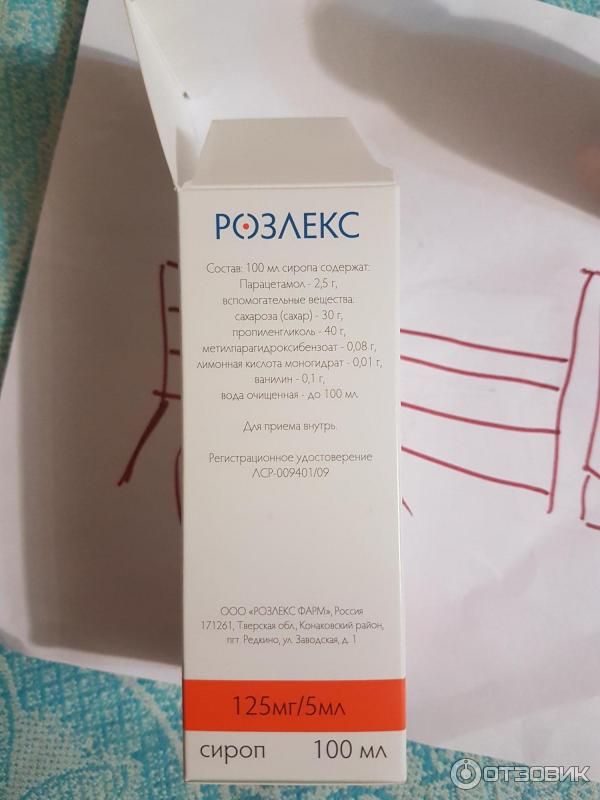 РОЗЛЕКС
Состав: 100 мл сиропа содержат:
Парацетамол - 2,5 г,
вспомогательные вещества:
сахароза (сахар) - 30 г,
пропиленгликоль - 40 г,
метилпарагидроксибензоат - 0,08 г,
лимонная кислота моногидрат - 0,01 г,
ванилин - 0,1 г,
вода очищенная - до 100 мл.
Для приема внутрь.
Регистрационное удостоверение
ЛСР-009401/09
ООО «РОЗЛЕКС ФАРМ», Россия
171261, Тверская обл., Конаковский район,
пгт. Редкино, ул. Заводская, д. 1
125мг/5мл
сироп 100 мл
ОТЗОВИК